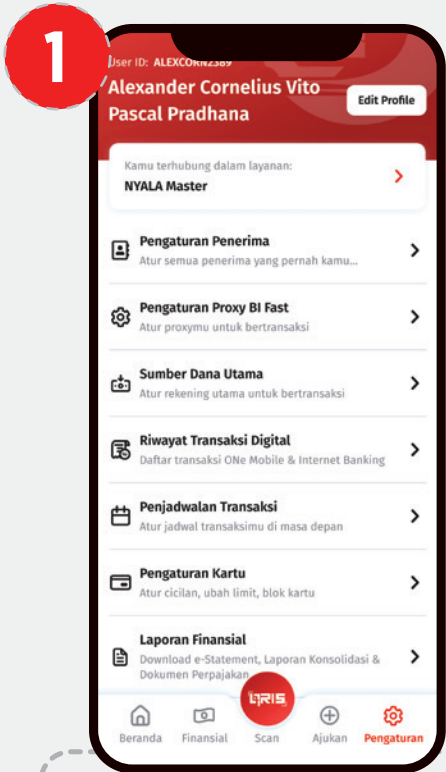 1
User ID: ALEXCORN2389
Alexander Cornelius Vito
Pascal Pradhana
Edit Profile
Kamu terhubung dalam layanan:
NYALA Master
Pengaturan Penerima
Atur semua penerima yang pernah kamu...
Pengaturan Proxy BI Fast
Atur proxymu untuk bertransaksi
Sumber Dana Utama
Atur rekening utama untuk bertransaksi
Riwayat Transaksi Digital
Daftar transaksi ONe Mobile & Internet Banking
Penjadwalan Transaksi
Atur jadwal transaksimu di masa depan
Pengaturan Kartu
Atur cicilan, ubah limit, blok kartu
Laporan Finansial
Download e-Statement, Laporan Konsolidasi &
Dokumen Perpajakan
QRIS
Beranda Finansial Scan Ajukan Pengaturan